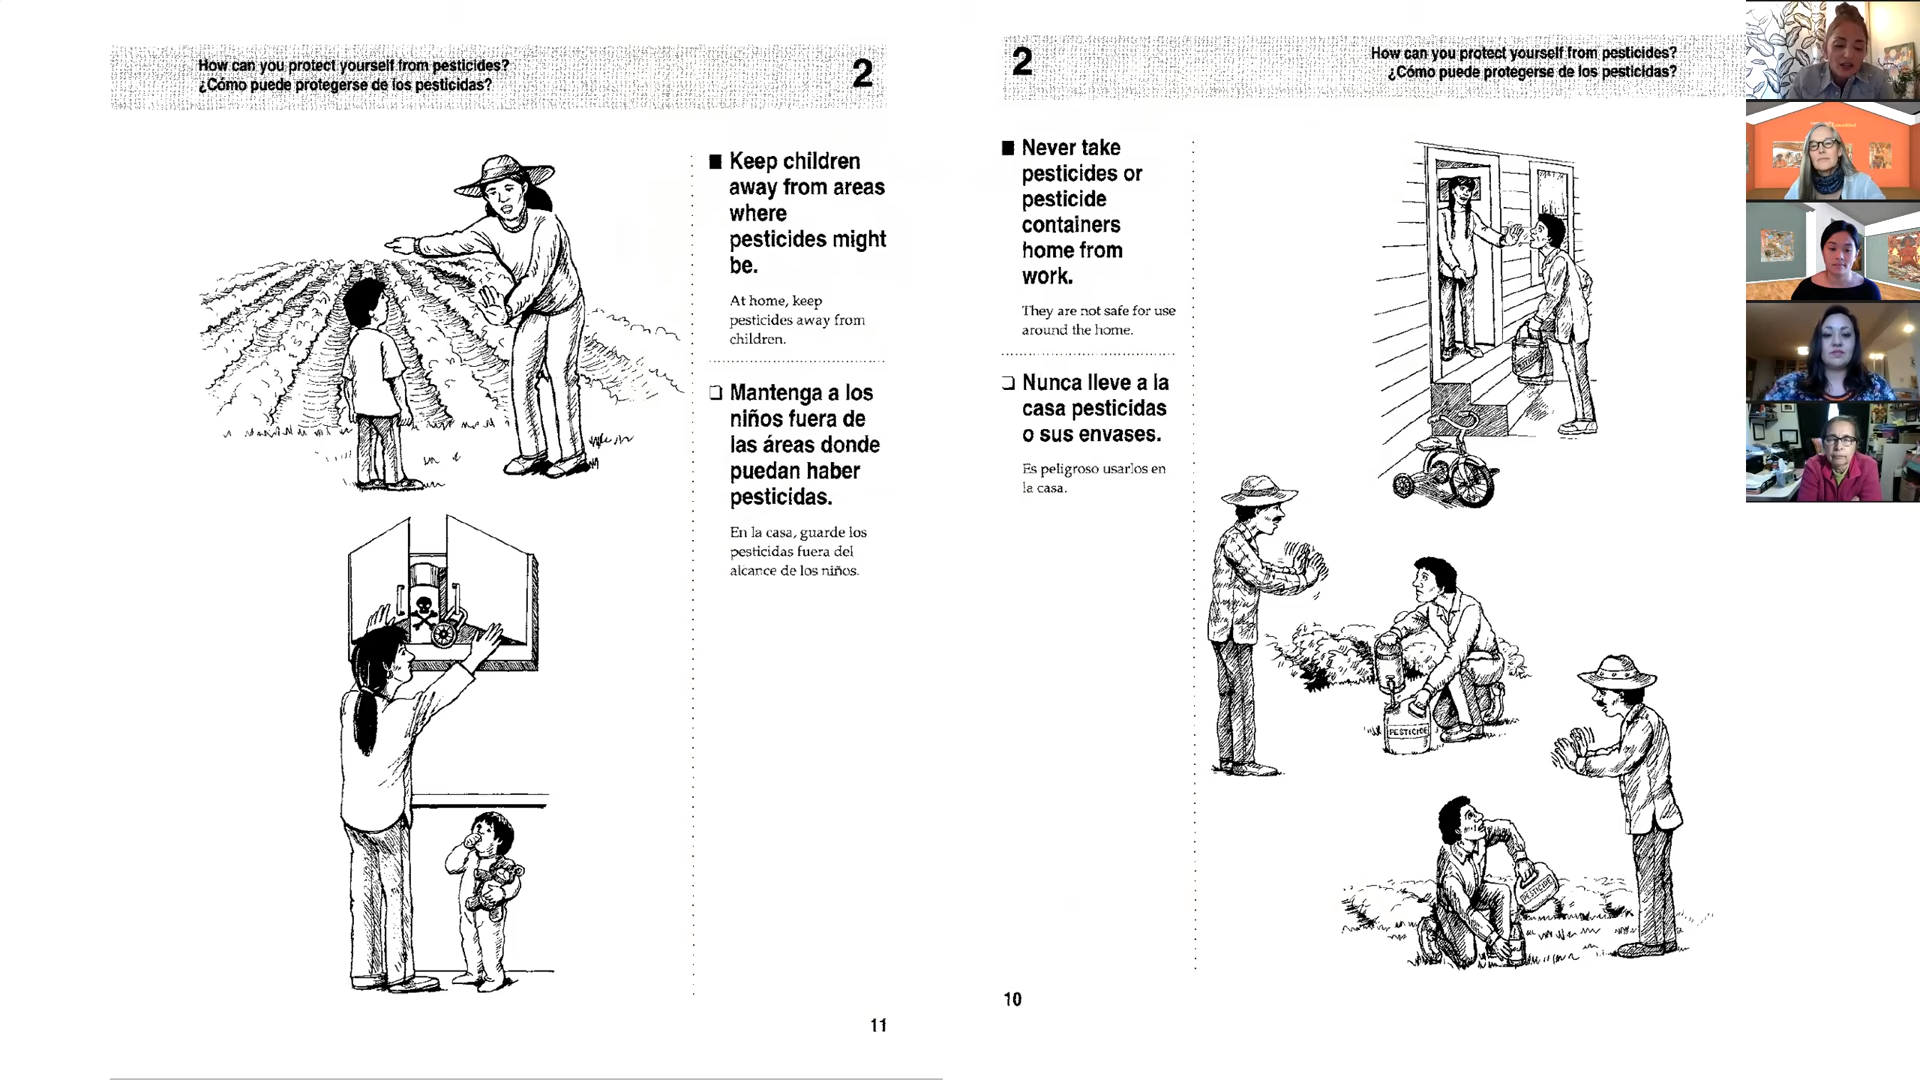 How can you protect yourself from pesticides?
¿Cómo puede protegerse de los pesticidas?
2
Keep children
away from areas
where
pesticides might
be.
At home, keep
pesticides away from
children.
Mantenga a los
niños fuera de
las áreas donde
puedan haber
pesticidas.
En la casa, guarde los
pesticidas fuera del
alcance de los niños.
11
2
How can you protect yourself from pesticides?
¿Cómo puede protegerse de los pesticidas?
Never take
pesticides or
pesticide
containers
home from
work.
They are not safe for use
around the home.
Nunca lleve a la
casa pesticidas
o sus envases.
Es peligroso usarlos en
la casa.
PESTICIDE
PESTICIDE
10